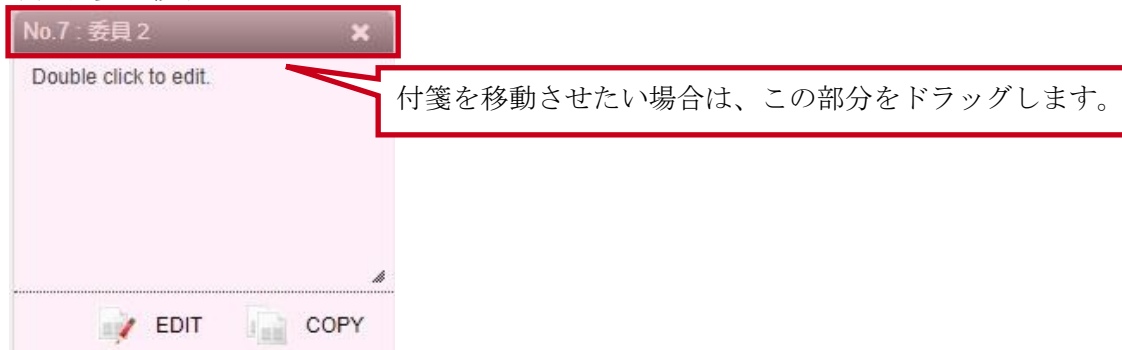 No.7 : 委員２
Double click to edit.
付箋を移動させたい場合は、この部分をドラッグします。
EDIT
COPY